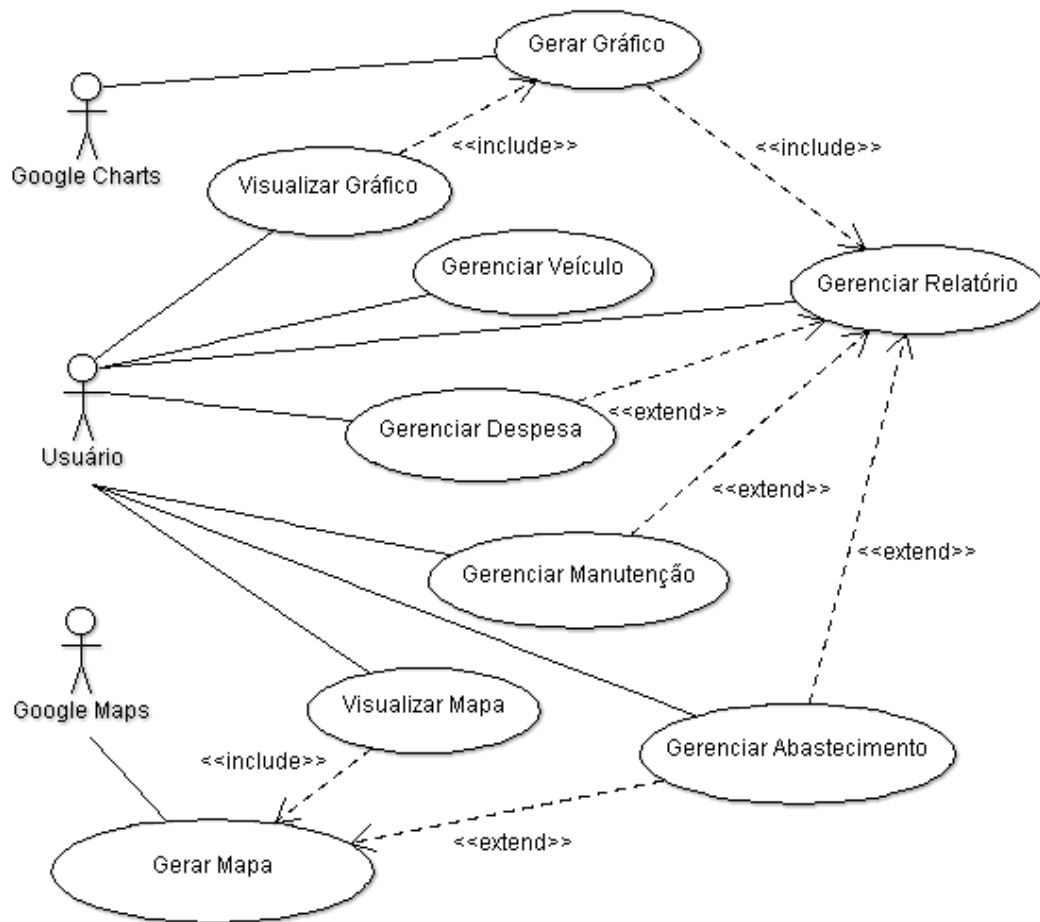 Gerar Gráfico
<<include>>
<<include>>
Google Charts
Visualizar Gráfico
Gerenciar Veículo
Gerenciar Relatório
<<extend>>
Gerenciar Despesa
Usuário
<<extend>>
<<extend>>
Gerenciar Manutenção
Google Maps
Visualizar Mapa
Gerenciar Abastecimento
<<include>>
<<extend>>
Gerar Mapa